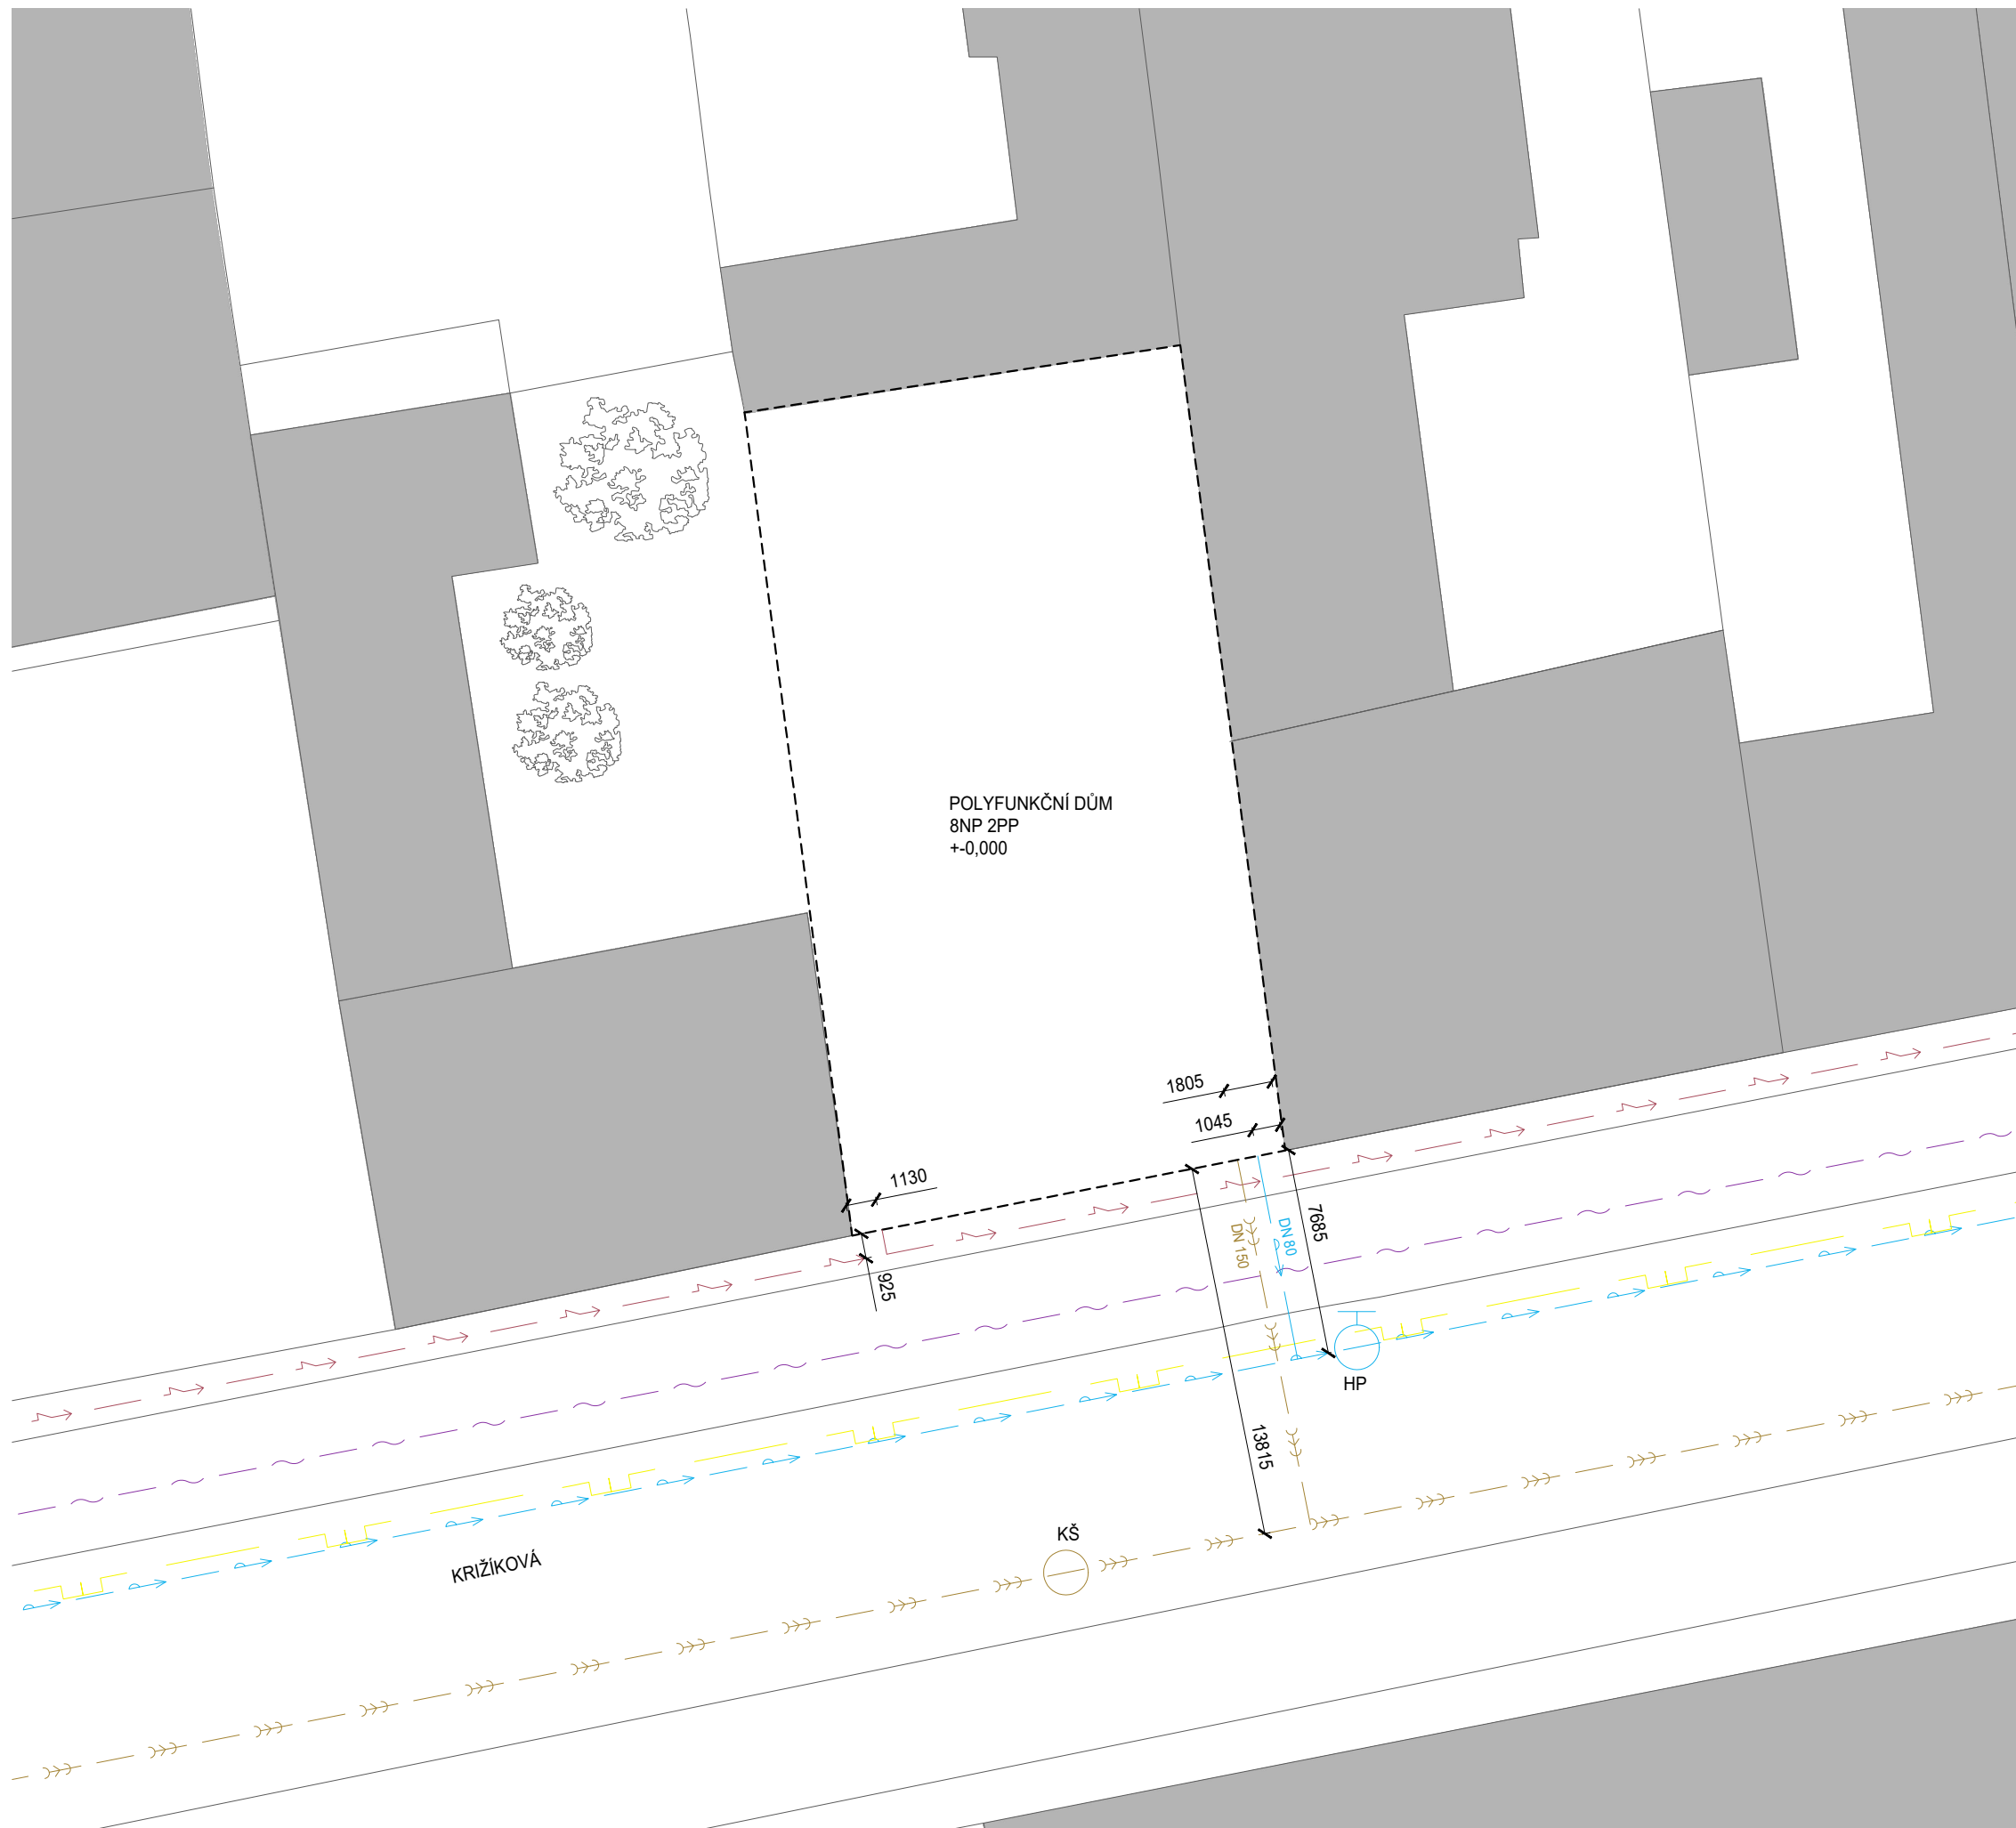 POLYFUNKČNÍ DŮM
8NP 2PP
+-0,000
1805
1045
1130
925
DN 150
DN 80
7685
13815
HP
KŠ
KRIŽÍKOVÁ